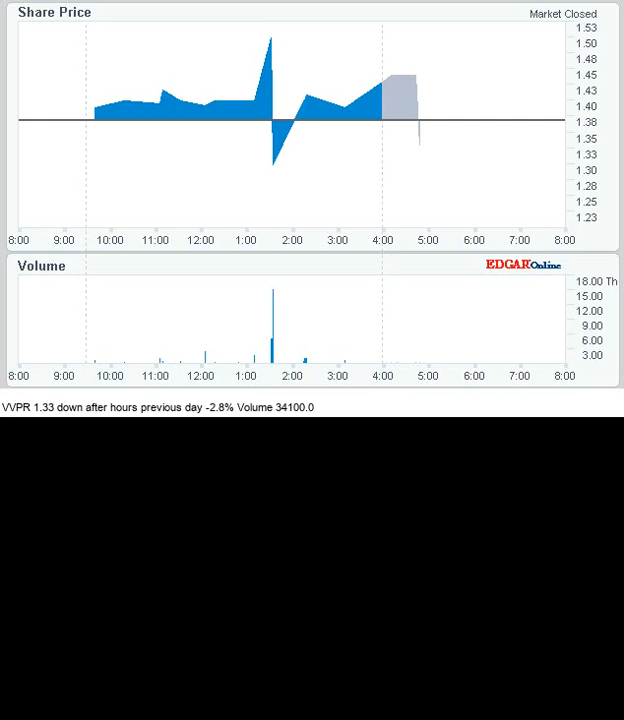 Share Price
Market Closed
1.53
1.50
1.48
1.45
1.43
1.40
1.38
1.35
1.33
1.30
1.28
1.25
1.23
8:00 9:00 10:00 11:00 12:00 1:00 2:00 3:00 4:00 5:00 6:00 7:00 8:00
Volume
EDGAROnline
18.00 Th
15.00
12.00
9.00
6.00
3.00
8:00 9:00 10:00 11:00 12:00 1:00 2:00 3:00 4:00 5:00 6:00 7:00 8:00
VVPR 1.33 down after hours previous day -2.8% Volume 34100.0